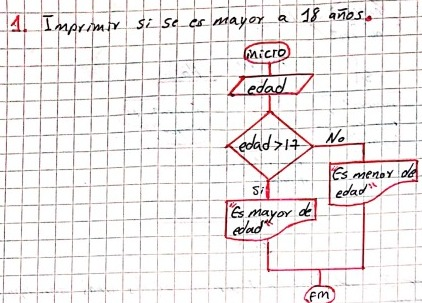 1. Imprimir si se es mayor a 18 años.
inicio
edad
edad>17
No
Si
"Es menor de
edad"
"Es mayor de
edad"
Fin